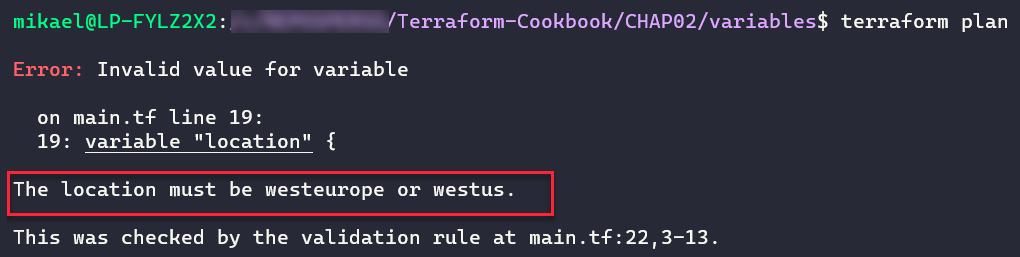 mikael@LP-FYLZ2X2: /Terraform-Cookbook/CHAP02/variables$ terraform plan
Error: Invalid value for variable
on main.tf line 19:
19: variable "location" {
The location must be westeurope or westus.
This was checked by the validation rule at main.tf:22,3-13.